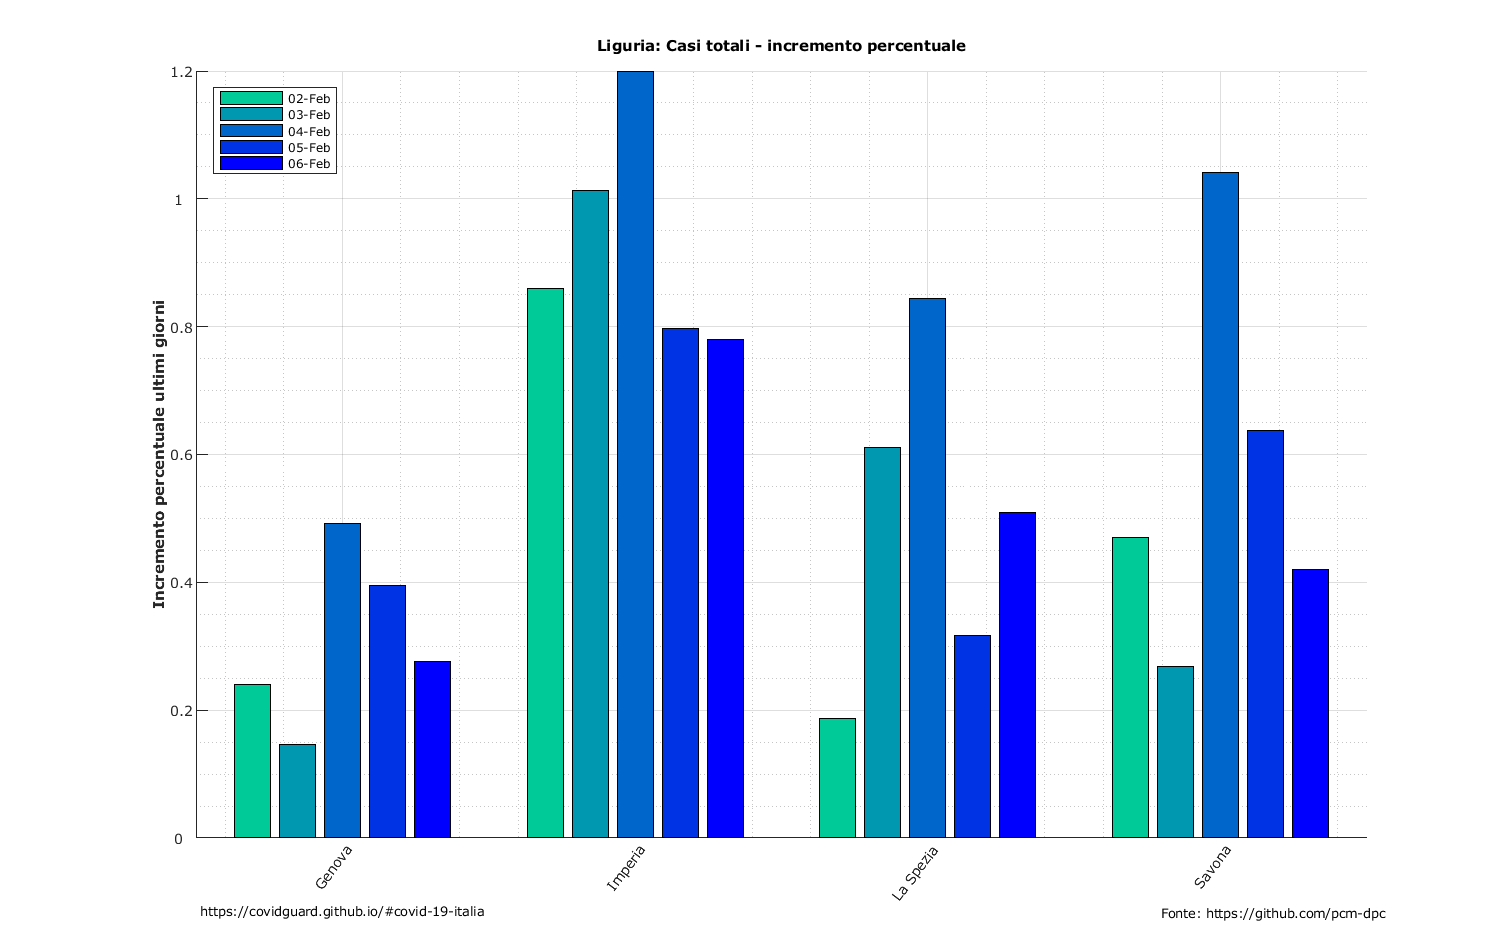 Liguria: Casi totali - incremento percentuale
Incremento percentuale ultimi giorni
1.2
1
0.8
0.6
0.4
0.2
0
02-Feb
03-Feb
04-Feb
05-Feb
06-Feb
Genova
Imperia
La Spezia
Savona
https://covidguard.github.io/#covid-19-italia
Fonte: https://github.com/pcm-dpc